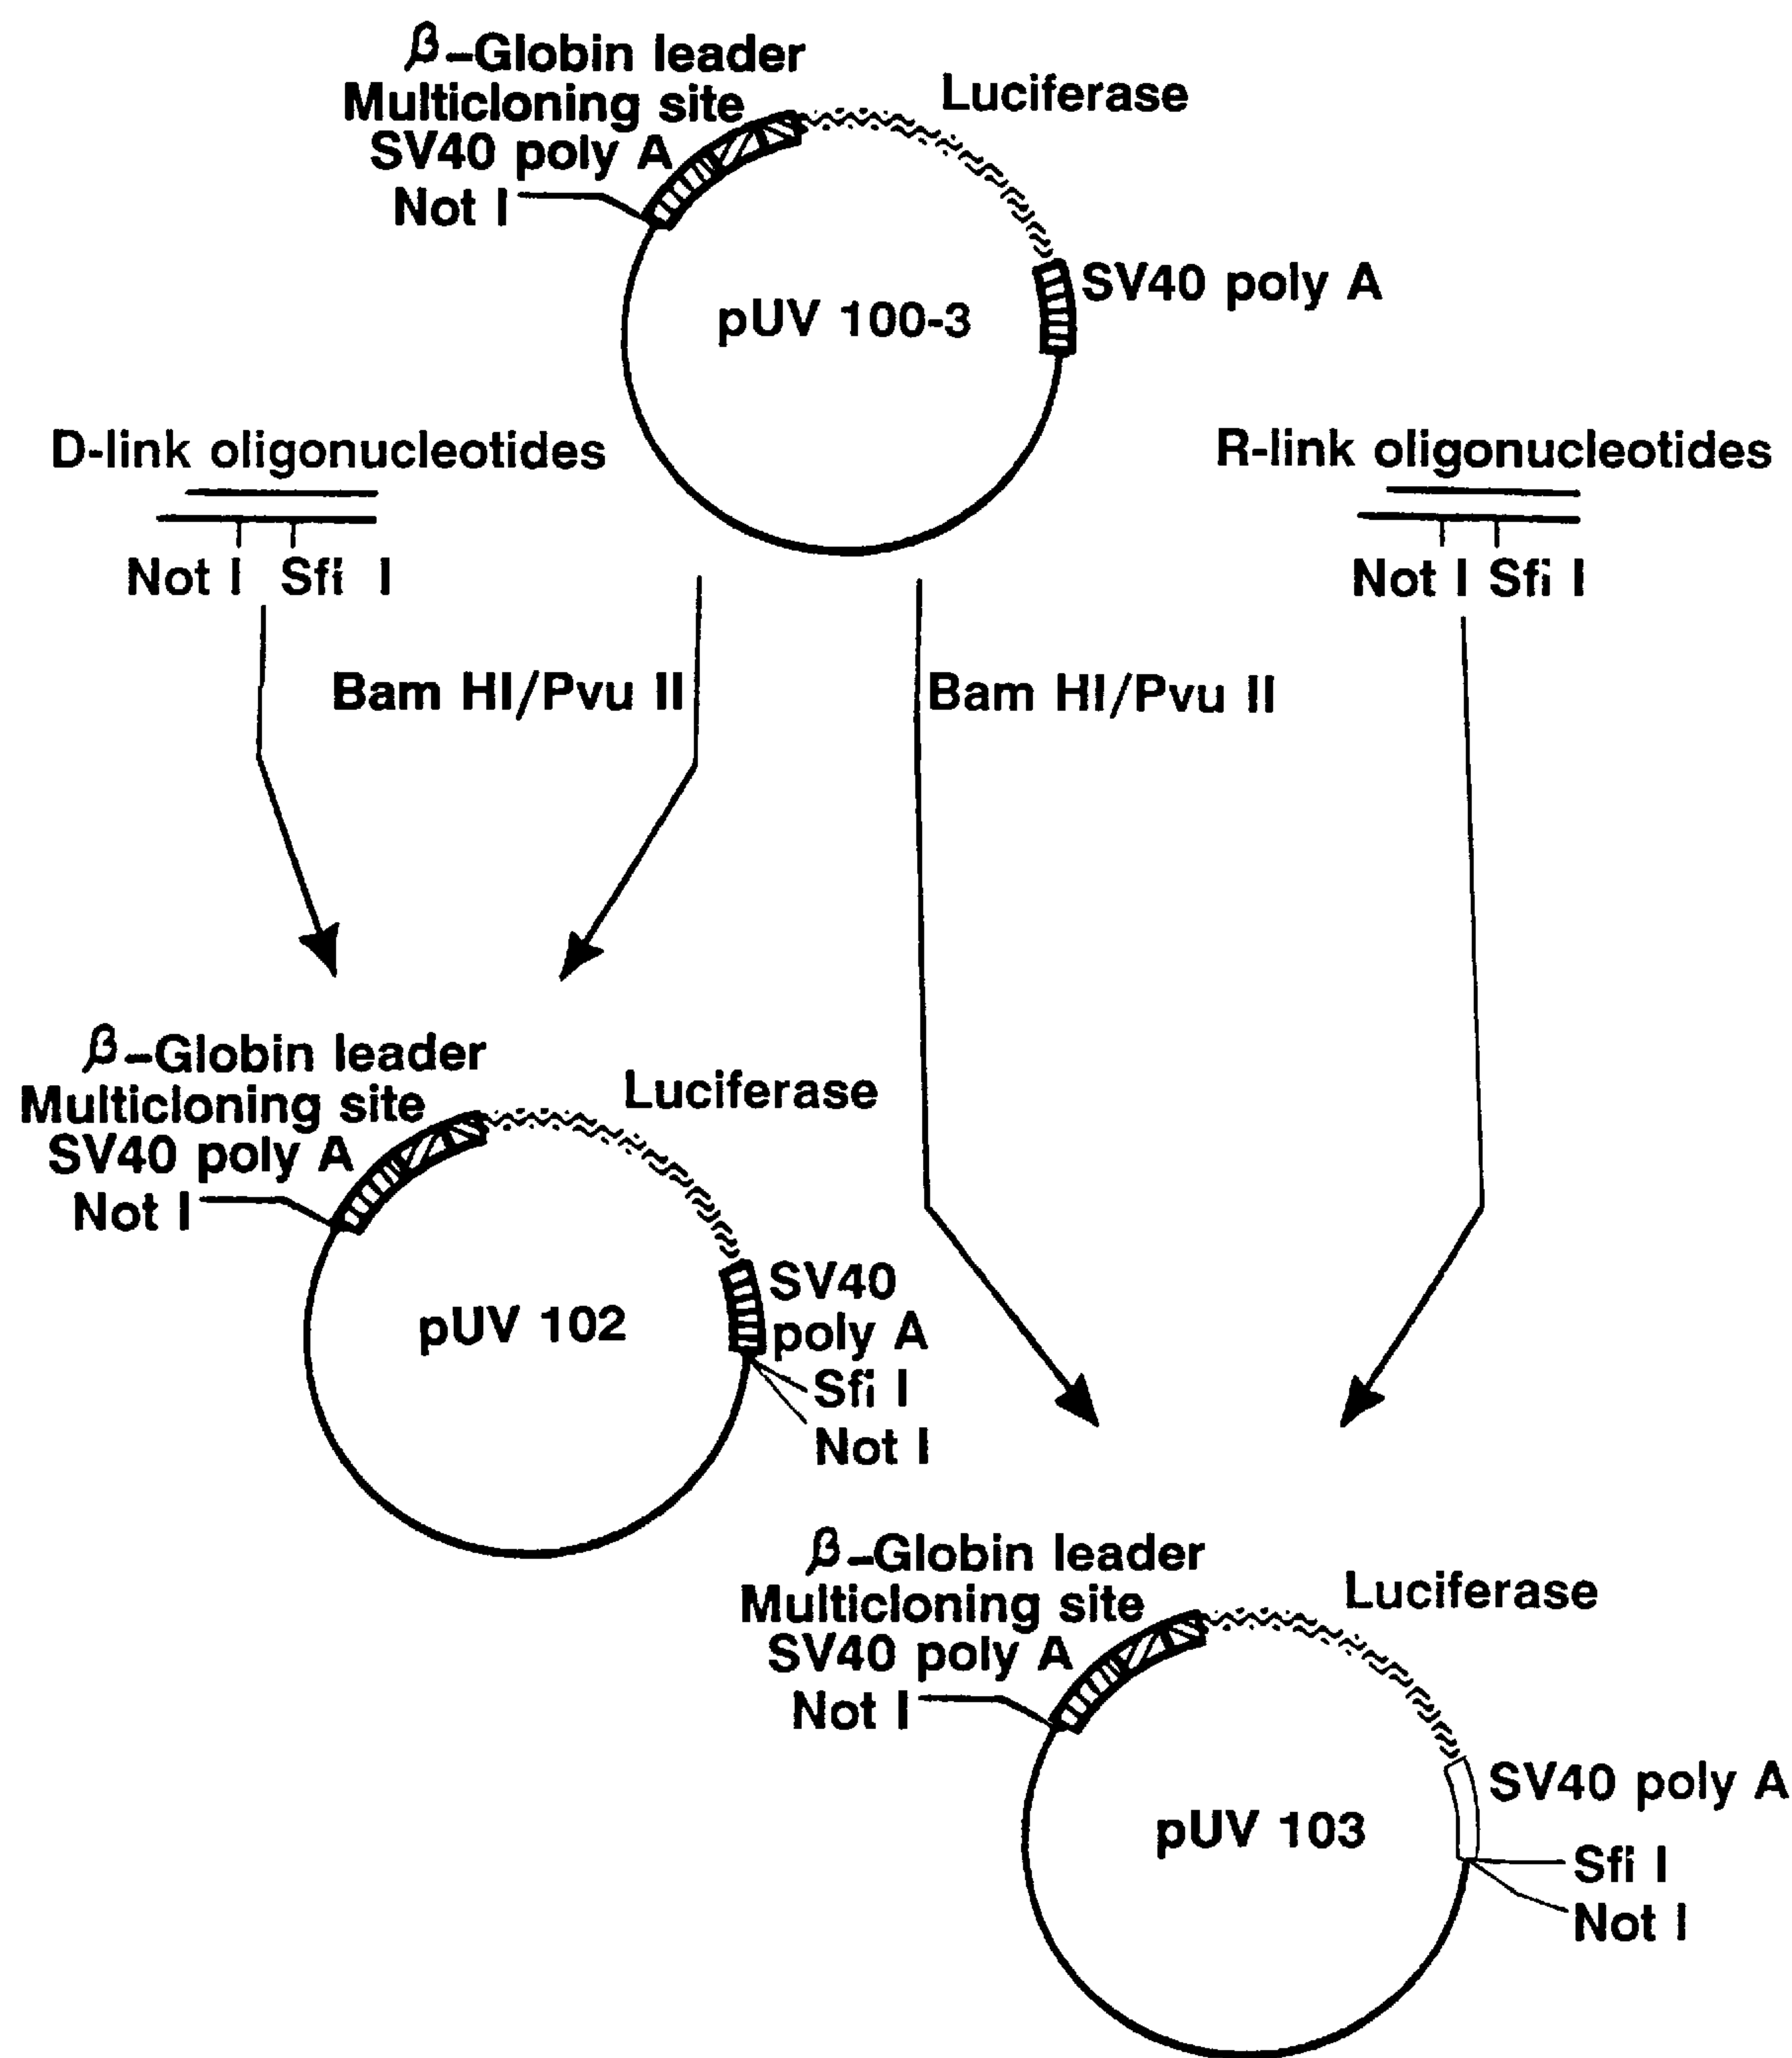 β-Globin leader
Multicloning site
SV40 poly A
Not I
Luciferase
SV40 poly A
pUV 100-3
D-link oligonucleotides
Not I Sfi I
R-link oligonucleotides
Not I Sfi I
Bam HI/Pvu II
Bam HI/Pvu II
β-Globin leader
Multicloning site
SV40 poly A
Not I
Luciferase
SV40
poly A
Sfi I
Not I
pUV 102
β-Globin leader
Multicloning site
SV40 poly A
Not I
Luciferase
SV40 poly A
Sfi I
Not I
pUV 103